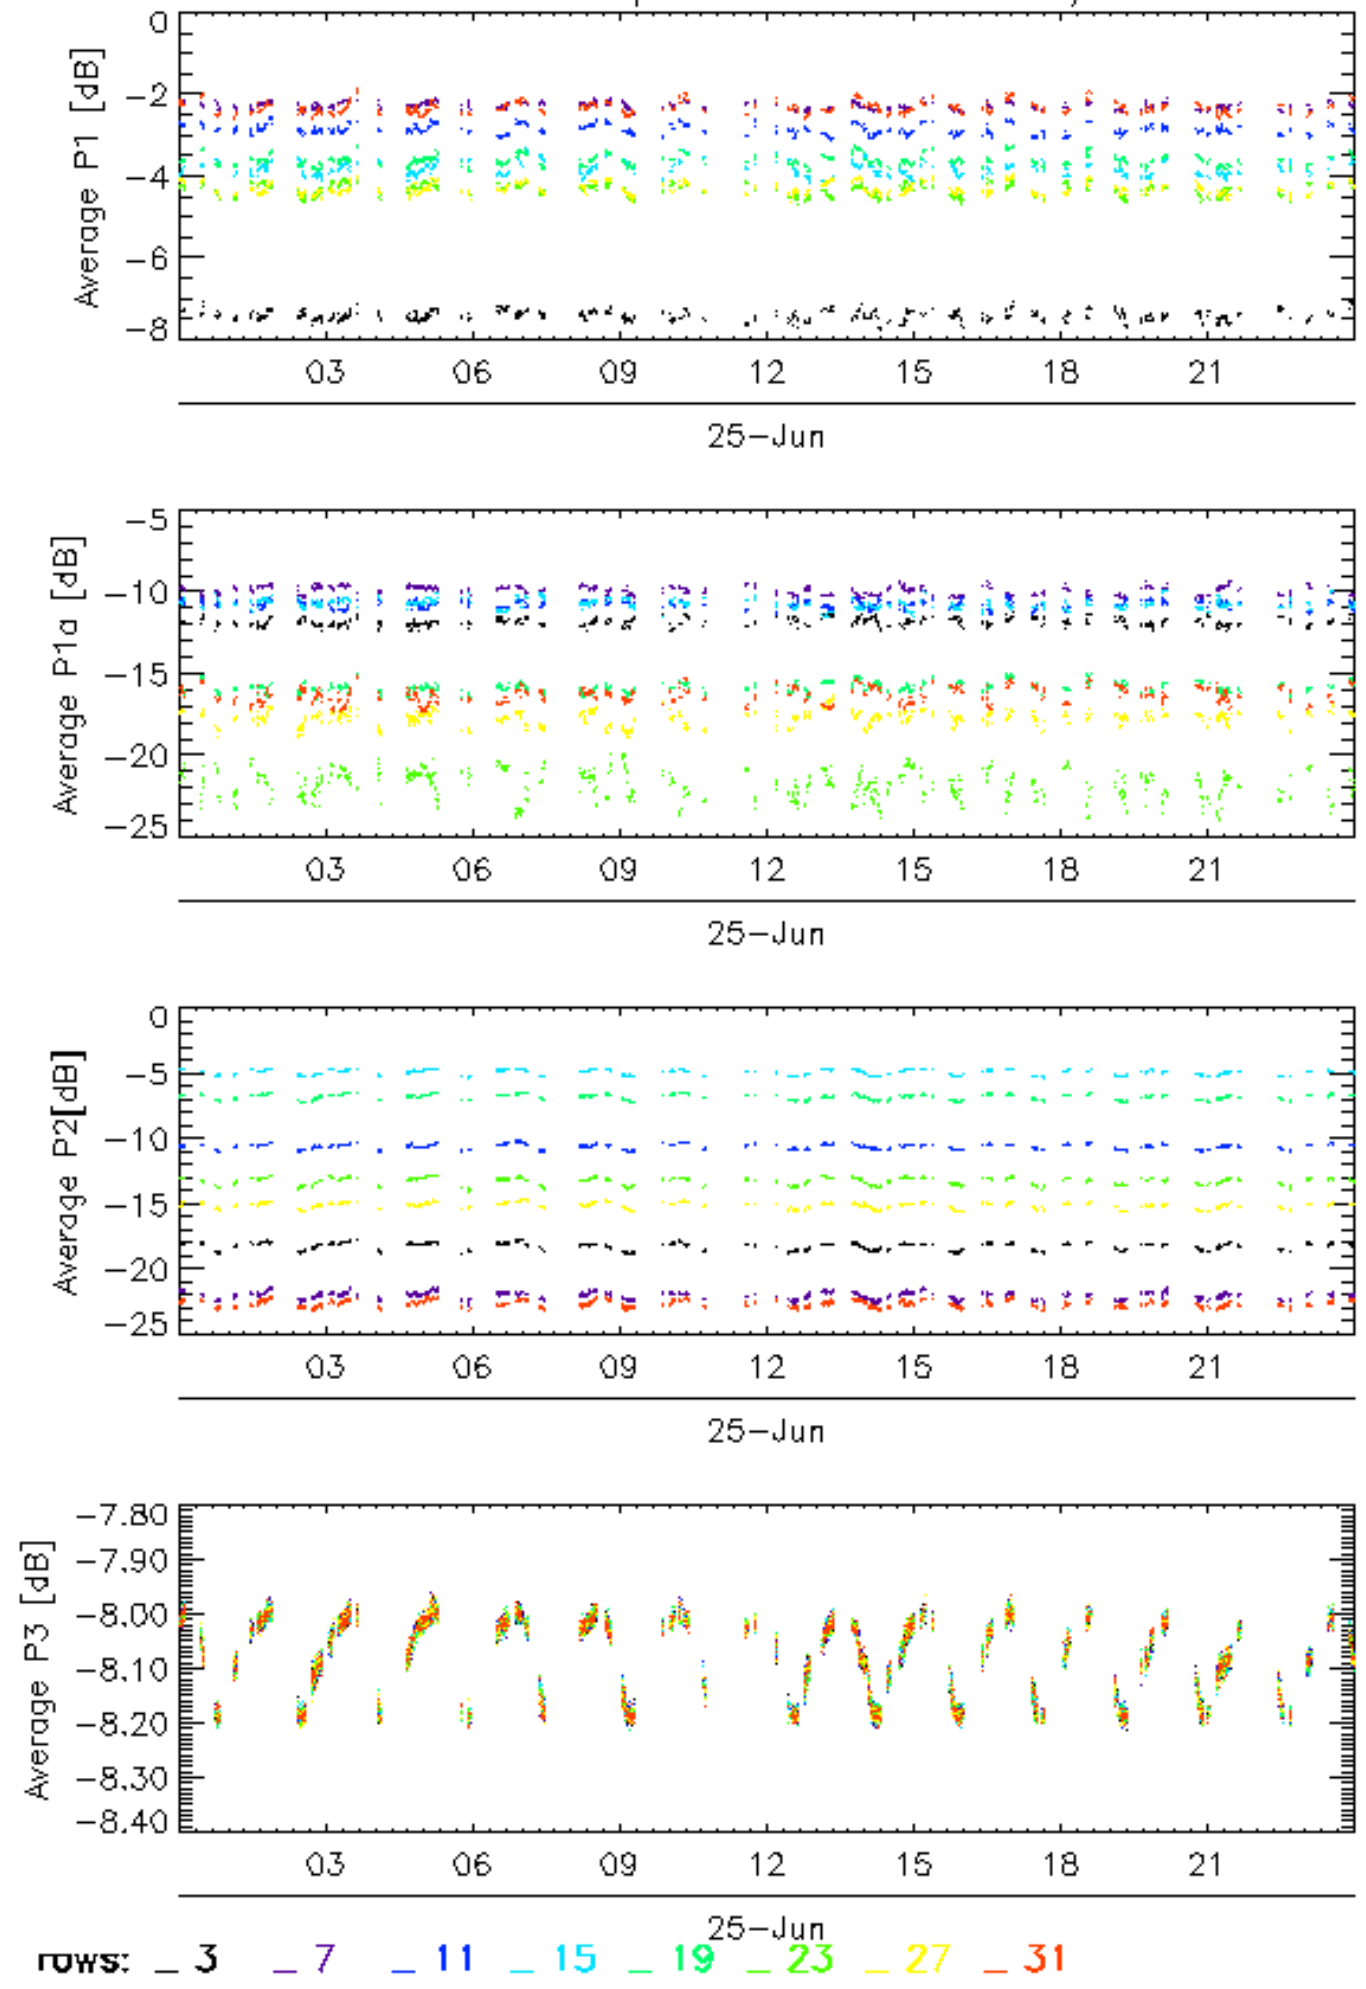 0
−2
−4
−6
−8
Average P1 [dB]
03 06 09 12 15 18 21
25−Jun
−5
−10
−15
−20
−25
Average P1a [dB]
03 06 09 12 15 18 21
25−Jun
0
−5
−10
−15
−20
−25
Average P2[dB]
03 06 09 12 15 18 21
25−Jun
−7.80
−7.90
−8.00
−8.10
−8.20
−8.30
−8.40
Average P3 [dB]
03 06 09 12 15 18 21
25−Jun
rows: _ 3 _ 7 _ 11 _ 15 _ 19 _ 23 _ 27 _ 31